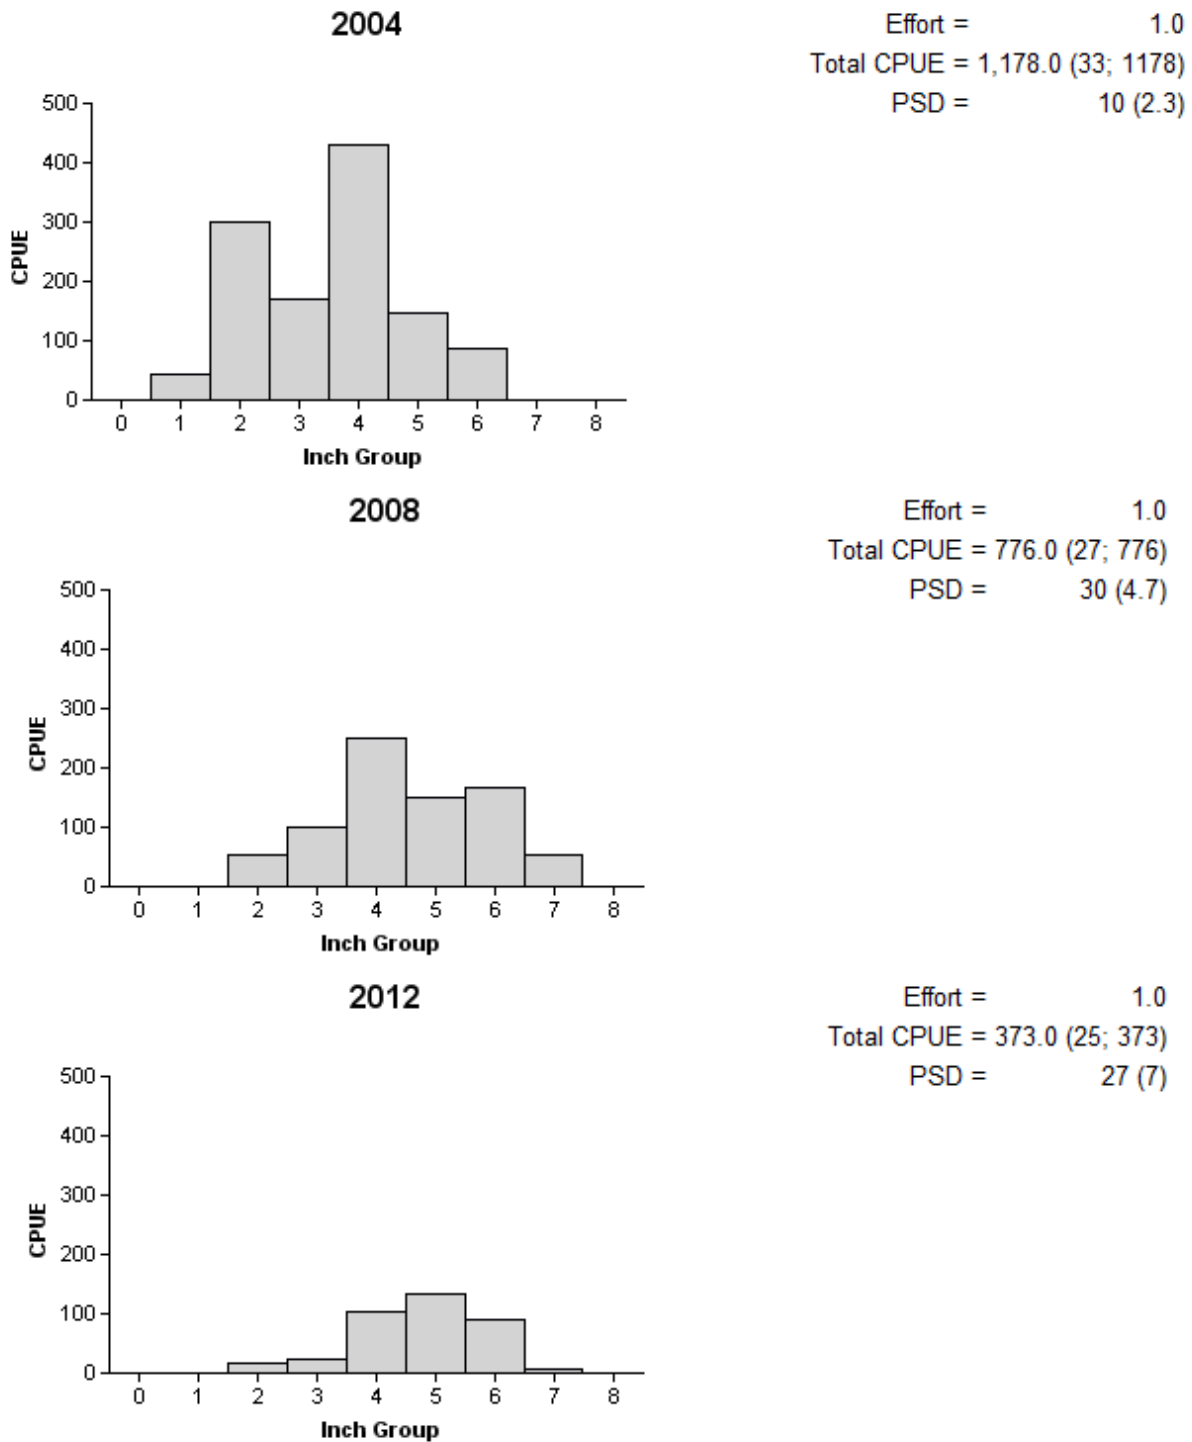 2004
Effort = 1.0
Total CPUE = 1,178.0 (33; 1178)
PSD = 10 (2.3)
500
400
300
200
100
0
CPUE
0 1 2 3 4 5 6 7 8
Inch Group
2008
Effort = 1.0
Total CPUE = 776.0 (27; 776)
PSD = 30 (4.7)
500
400
300
200
100
0
CPUE
0 1 2 3 4 5 6 7 8
Inch Group
2012
Effort = 1.0
Total CPUE = 373.0 (25; 373)
PSD = 27 (7)
500
400
300
200
100
0
CPUE
0 1 2 3 4 5 6 7 8
Inch Group